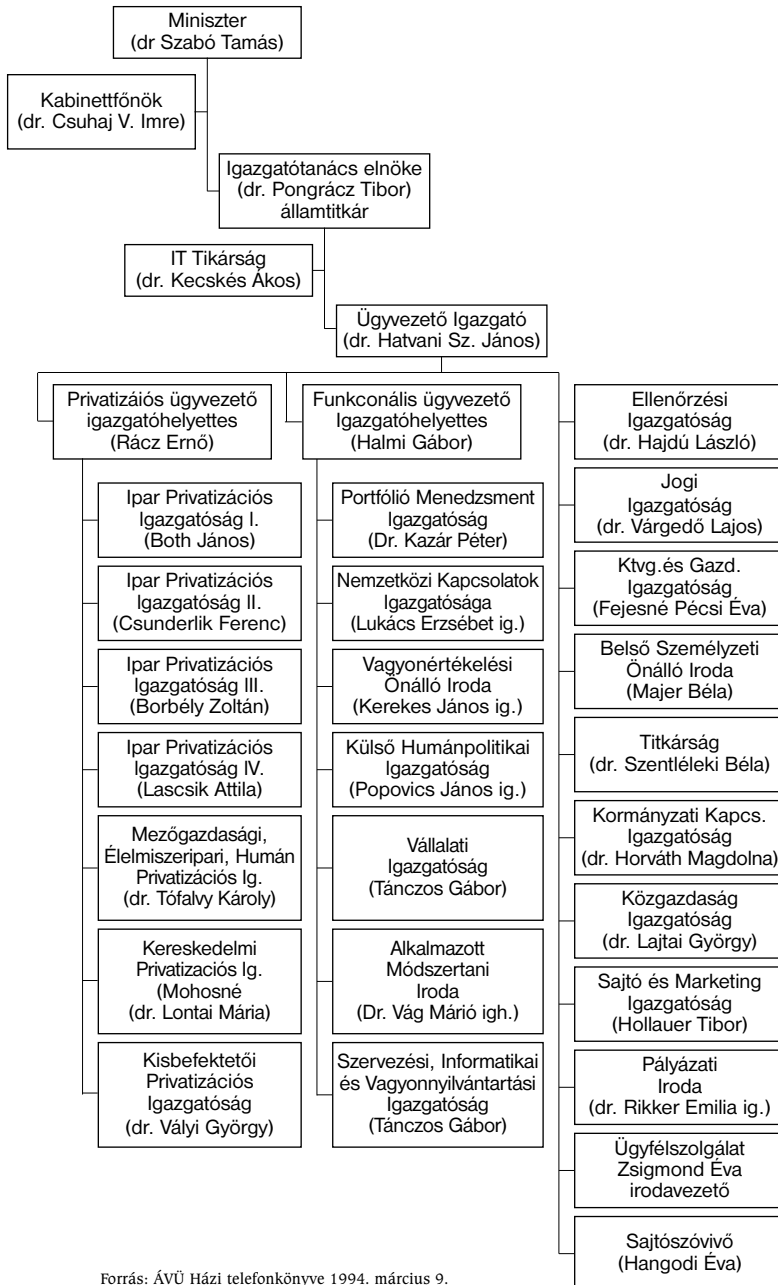 Miniszter
(dr Szabó Tamás)
Kabinettfőnök
(dr. Csuhaj V. Imre)
Igazgatótanács elnöke
(dr. Pongrácz Tibor)
államtitkár
IT Tikárság
(dr. Kecskés Ákos)
Ügyvezető Igazgató
(dr. Hatvani Sz. János)
Privatizáiós ügyvezető
igazgatóhelyettes
(Rácz Ernő)
Ipar Privatizációs
Igazgatóság I.
(Both János)
Ipar Privatizációs
Igazgatóság II.
(Csunderlik Ferenc)
Ipar Privatizációs
Igazgatóság III.
(Borbély Zoltán)
Ipar Privatizációs
Igazgatóság IV.
(Lascsik Attila)
Mezőgazdasági,
Élelmiszeripari, Humán
Privatizációs Ig.
(dr. Tófalvy Károly)
Kereskedelmi
Privatizaciós Ig.
(Mohosné
(dr. Lontai Mária)
Kisbefektetői
Privatizációs
Igazgatóság
(dr. Vályi György)
Funkconális ügyvezető
Igazgatóhelyettes
(Halmi Gábor)
Portfólió Menedzsment
Igazgatóság
(Dr. Kazár Péter)
Nemzetközi Kapcsolatok
Igazgatósága
(Lukács Erzsébet ig.)
Vagyonértékelési
Önálló Iroda
(Kerekes János ig.)
Külső Humánpolitikai
Igazgatóság
(Popovics János ig.)
Vállalati
Igazgatóság
(Tánczos Gábor)
Alkalmazott
Módszertani
Iroda
(Dr. Vág Márió igh.)
Szervezési, Informatikai
és Vagyonnyilvántartási
Igazgatóság
(Tánczos Gábor)
Ellenőrzési
Igazgatóság
(dr. Hajdú László)
Jogi
Igazgatóság
(dr. Várgedő Lajos)
Ktvg.és Gazd.
Igazgatóság
(Fejesné Pécsi Éva)
Belső Személyzeti
Önálló Iroda
(Majer Béla)
Titkárság
(dr. Szentléleki Béla)
Kormányzati Kapcs.
Igazgatóság
(dr. Horváth Magdolna)
Közgazdaság
Igazgatóság
(dr. Lajtai György)
Sajtó és Marketing
Igazgatóság
(Hollauer Tibor)
Pályázati
Iroda
(dr. Rikker Emilia ig.)
Ügyfélszolgálat
Zsigmond Éva
irodavezető
Sajtószóvivő
(Hangodi Éva)
Forrás: ÁVÜ Házi telefonkönyve 1994. március 9.